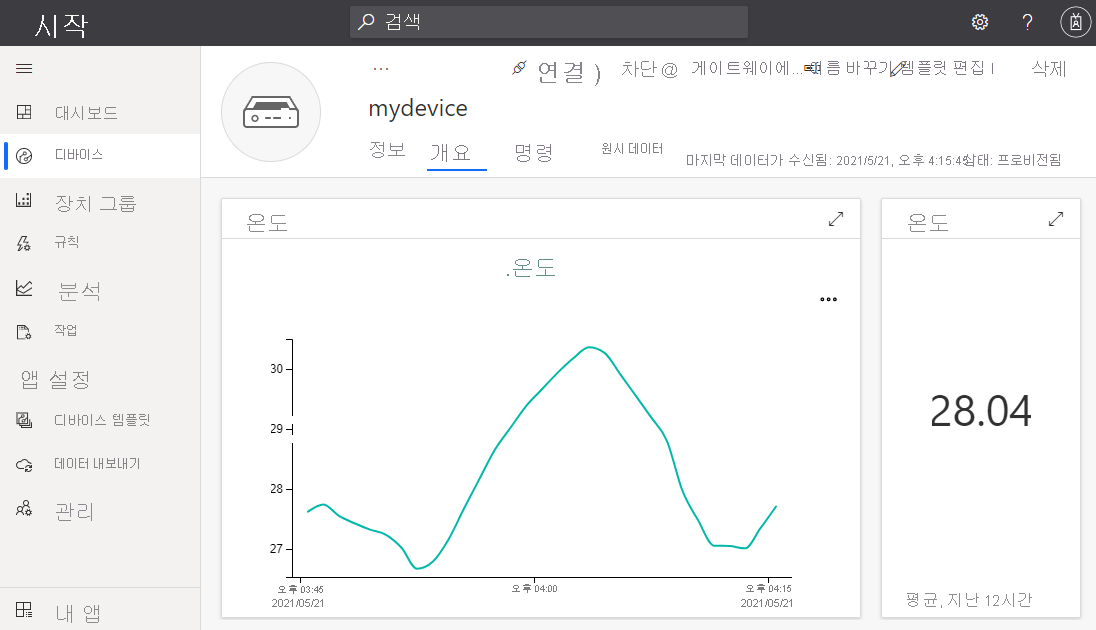 시작
검색
?
대시보드
디바이스
장치 그룹
규칙
분석
작업
앱 설정
디바이스 템플릿
데이터 내보내기
관리
내 앱
...
연결 )
차단 @
게이트웨이에...
이름 바꾸기
템플릿 편집 I
삭제
mydevice
정보
개요
명령
원시 데이터
마지막 데이터가 수신됨: 2021/5/21, 오후 4:15:49
상태: 프로비전됨
온도
.온도
30
29
28
27
오후 03:45
2021/05/21
오후 04:00
오후 04:15
2021/05/21
온도
28.04
평균, 지난 12시간